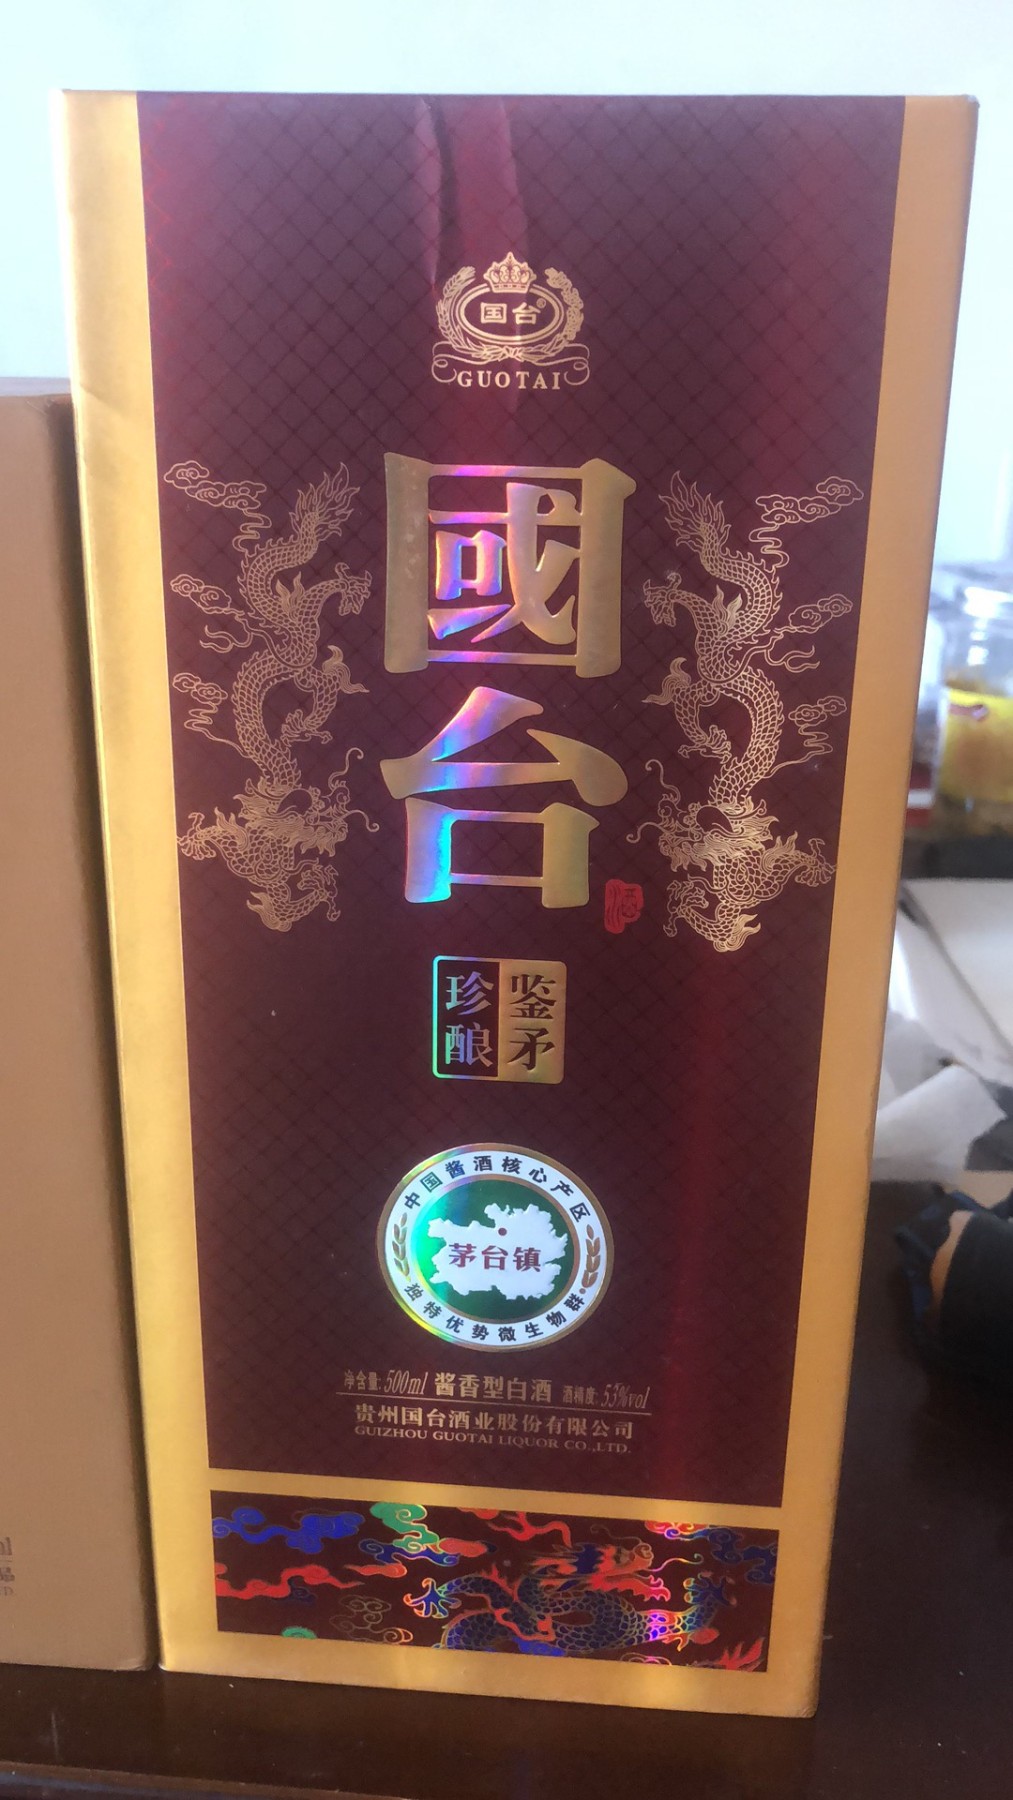 国台®
GUOTAI
國
台
酒
珍 鉴
酿 矛
中国酱酒核心产区
茅台镇
独特优势微生物群
净含量:500ml 酱香型白酒 酒精度:53%vol
贵州国台酒业股份有限公司
GUIZHOU GUOTAI LIQUOR CO.,LTD.